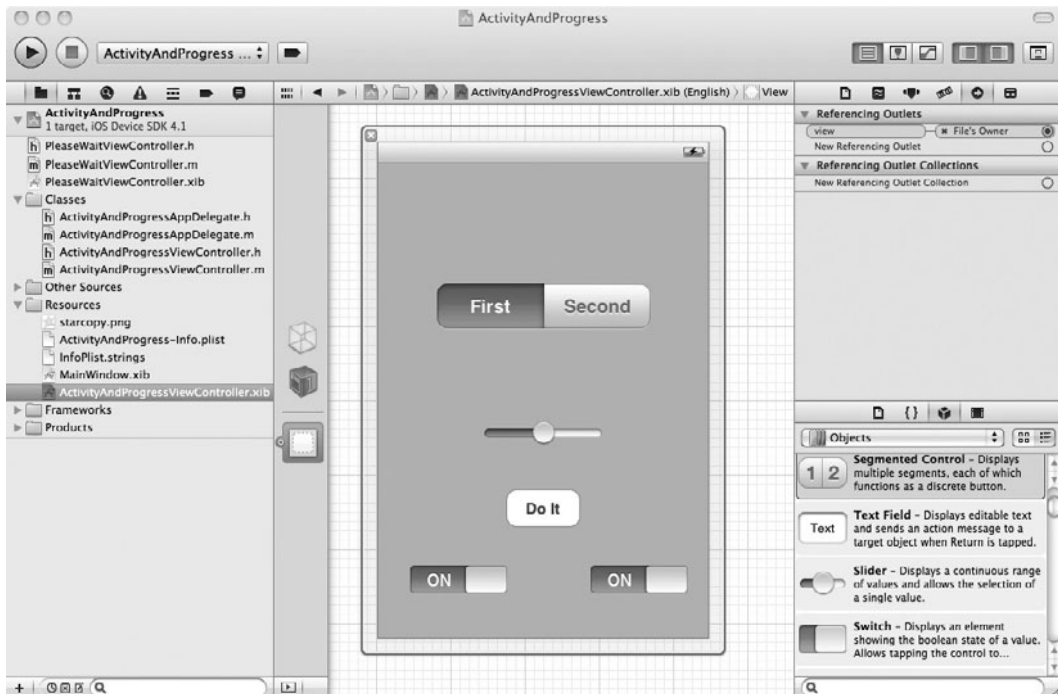 ActivityAndProgress
ActivityAndProgress ...
ActivityAndProgressViewController.xib (English)
View
ActivityAndProgress
1 target, iOS Device SDK 4.1
h PleaseWaitViewController.h
m PleaseWaitViewController.m
PleaseWaitViewController.xib
Classes
h ActivityAndProgressAppDelegate.h
m ActivityAndProgressAppDelegate.m
h ActivityAndProgressViewController.h
m ActivityAndProgressViewController.m
Other Sources
Resources
starcopy.png
ActivityAndProgress-Info.plist
InfoPlist.strings
MainWindow.xib
ActivityAndProgressViewController.xib
Frameworks
Products
First
Second
Do It
ON
ON
Referencing Outlets
view
File's Owner
New Referencing Outlet
Referencing Outlet Collections
New Referencing Outlet Collection
{ }
Objects
1 2
Segmented Control – Displays
multiple segments, each of which
functions as a discrete button.
Text
Text Field – Displays editable text
and sends an action message to a
target object when Return is tapped.
Slider – Displays a continuous range
of values and allows the selection of
a single value.
Switch – Displays an element
showing the boolean state of a value.
Allows tapping the control to...